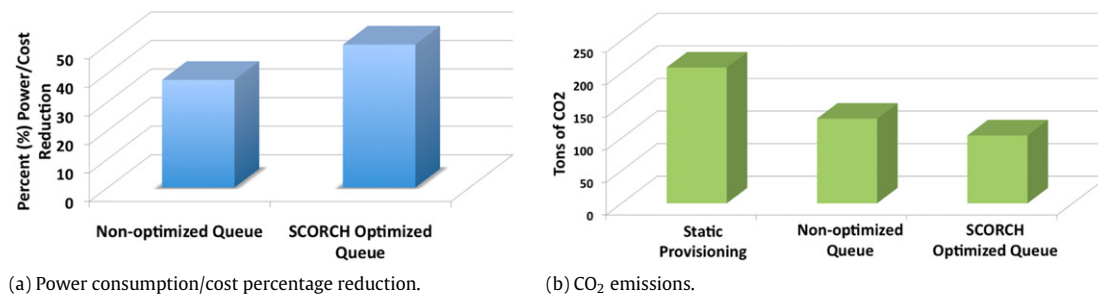 Percent (%) Power/Cost
Reduction
50
40
30
20
10
0
Non-optimized Queue
SCORCH Optimized
Queue
(a) Power consumption/cost percentage reduction.
Tons of CO2
250
200
150
100
50
0
Static
Provisioning
Non-optimized
Queue
SCORCH
Optimized Queue
(b) CO₂ emissions.